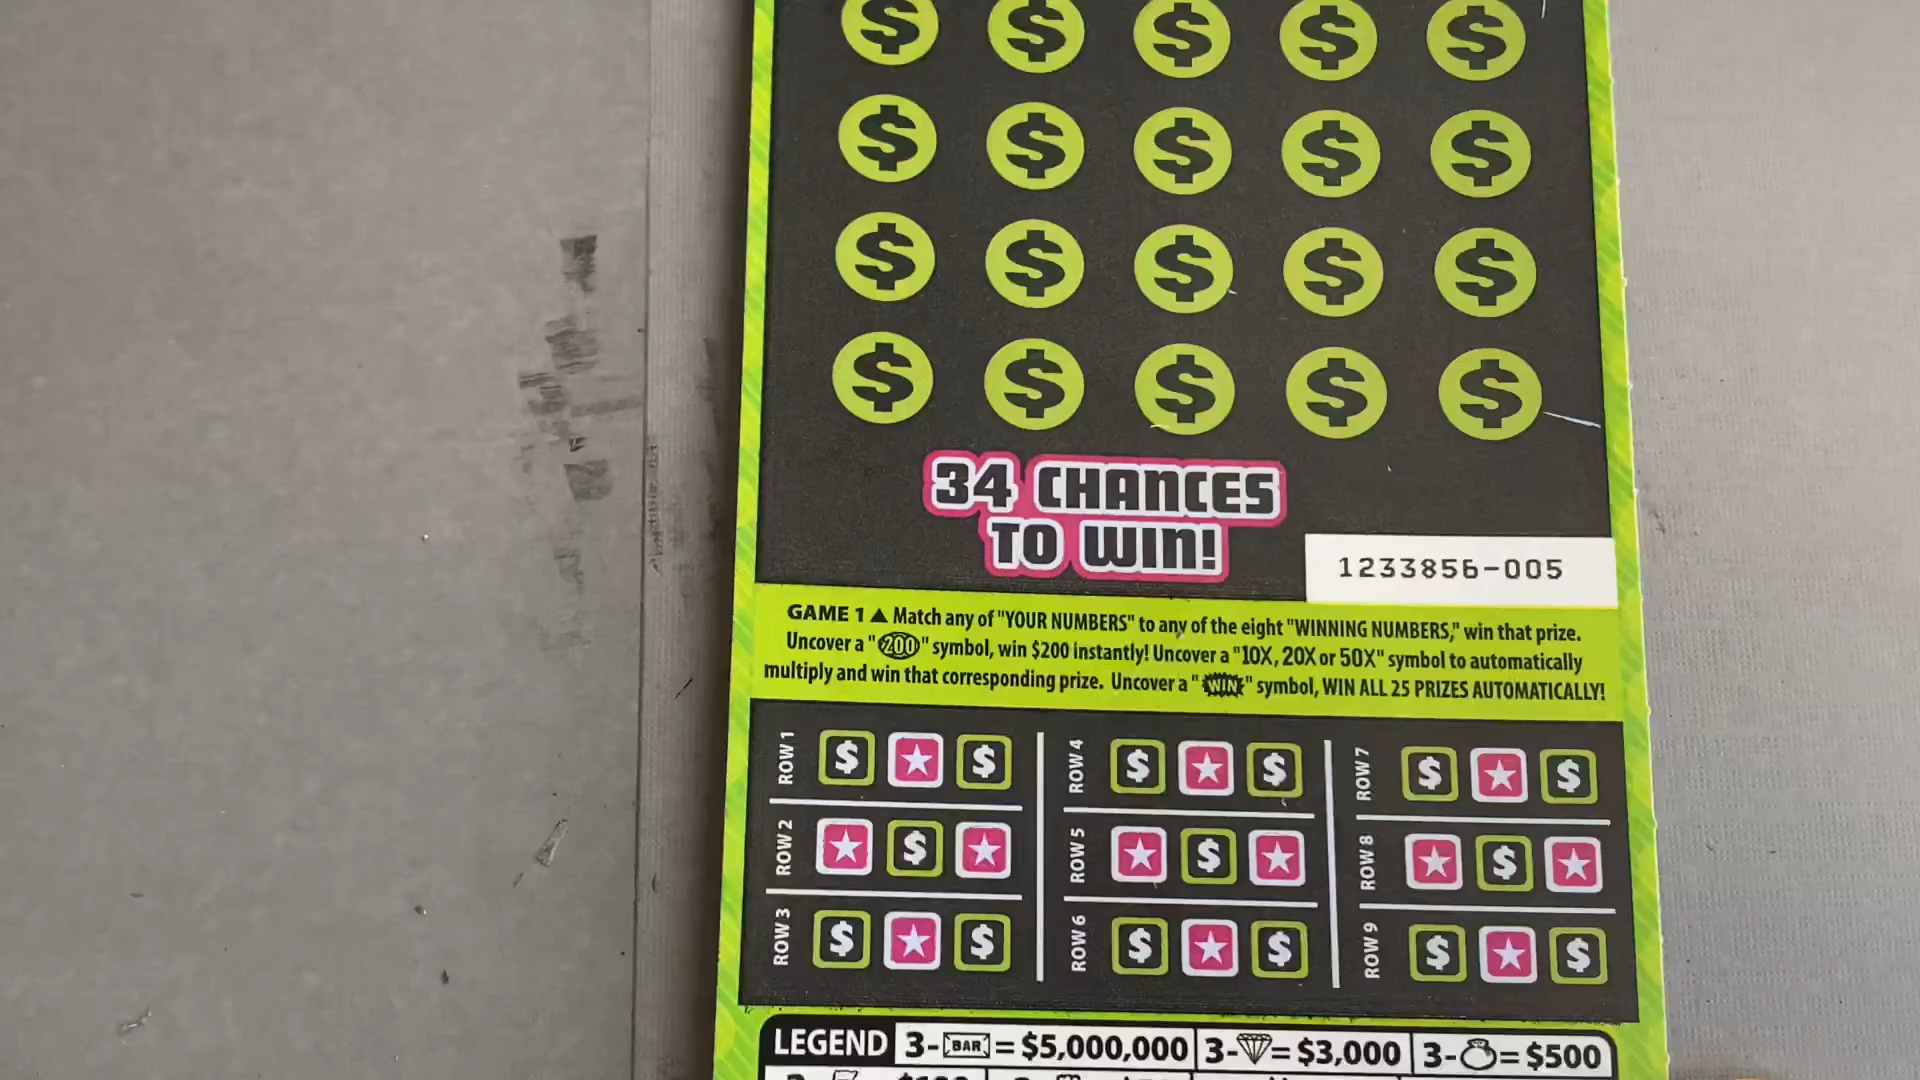 $ $ $ $ $
$ $ $ $ $
$ $ $ $ $
$ $ $ $ $
34 CHANCES
TO WIN!
1233856-005
GAME 1 ▲ Match any of "YOUR NUMBERS" to any of the eight "WINNING NUMBERS," win that prize.
Uncover a "200" symbol, win $200 instantly! Uncover a "10X, 20X or 50X" symbol to automatically
multiply and win that corresponding prize. Uncover a "WIN" symbol, WIN ALL 25 PRIZES AUTOMATICALLY!
ROW 1 $ ★ $ ROW 4 $ ★ $ ROW 7 $ ★ $
ROW 2 ★ $ ★ ROW 5 ★ $ ★ ROW 8 ★ $ ★
ROW 3 $ ★ $ ROW 6 $ ★ $ ROW 9 $ ★ $
LEGEND 3- BAR = $5,000,000 3- = $3,000 3- = $500